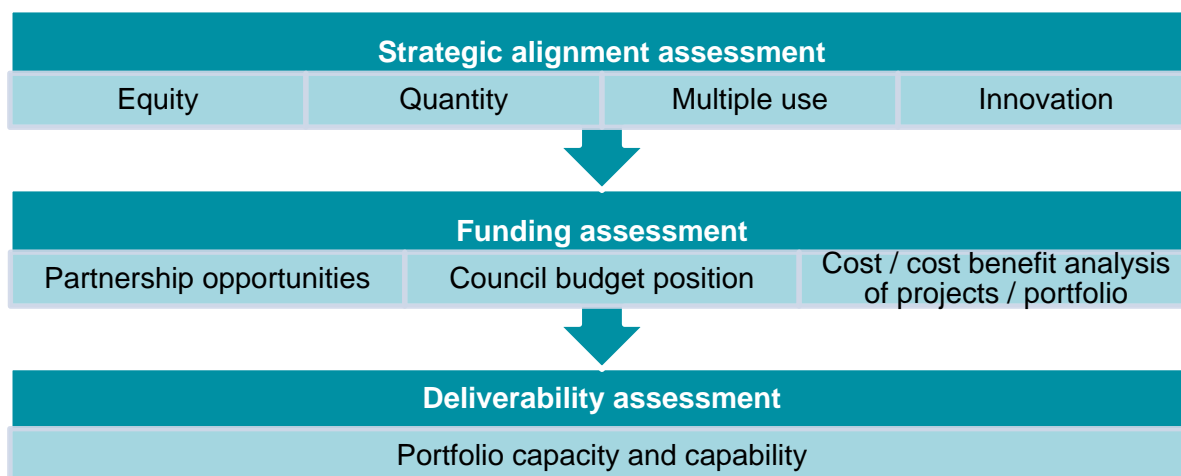 Strategic alignment assessment
Equity
Quantity
Multiple use
Innovation
Funding assessment
Partnership opportunities
Council budget position
Cost / cost benefit analysis
of projects / portfolio
Deliverability assessment
Portfolio capacity and capability